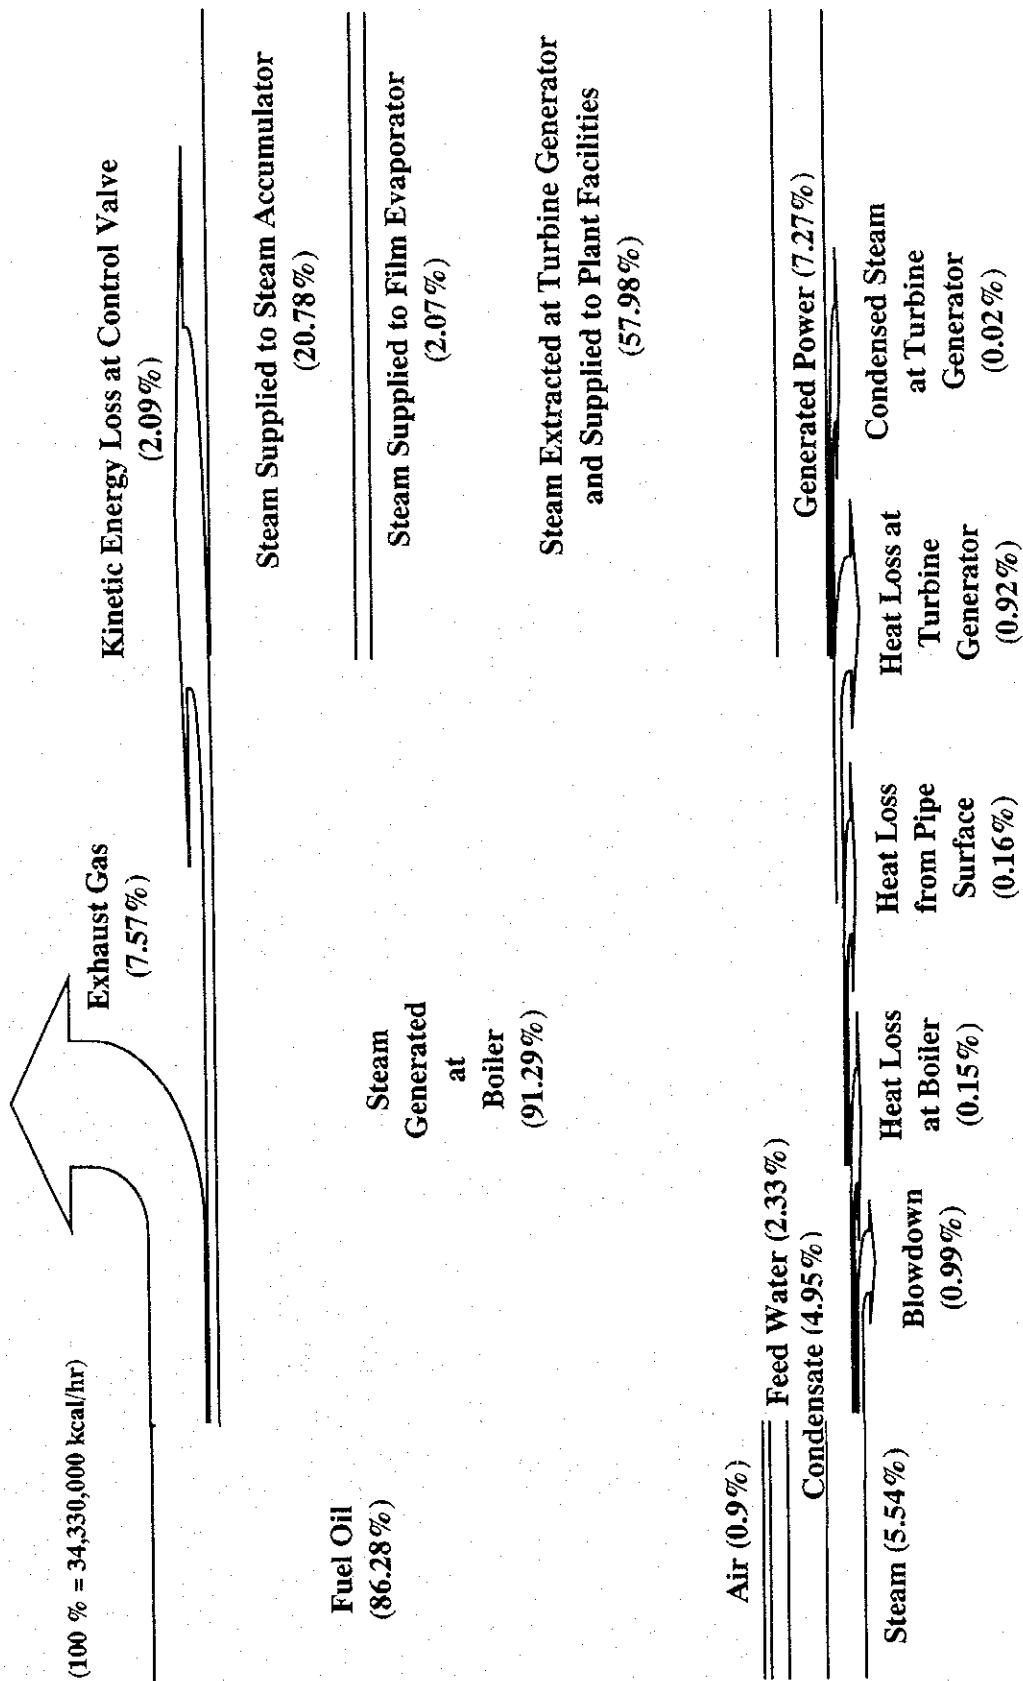 (100 % = 34,330,000 kcal/hr)
Fuel Oil
(86.28%)
Air (0.9%)
Feed Water (2.33%)
Condensate (4.95%)
Steam (5.54%)
Exhaust Gas
(7.57%)
Steam
Generated
at
Boiler
(91.29%)
Blowdown
(0.99%)
Heat Loss
at Boiler
(0.15%)
Heat Loss
from Pipe
Surface
(0.16%)
Heat Loss at
Turbine
Generator
(0.92%)
Condensed Steam
at Turbine
Generator
(0.02%)
Kinetic Energy Loss at Control Valve
(2.09%)
Steam Supplied to Steam Accumulator
(20.78%)
Steam Supplied to Film Evaporator
(2.07%)
Steam Extracted at Turbine Generator
and Supplied to Plant Facilities
(57.98%)
Generated Power (7.27%)